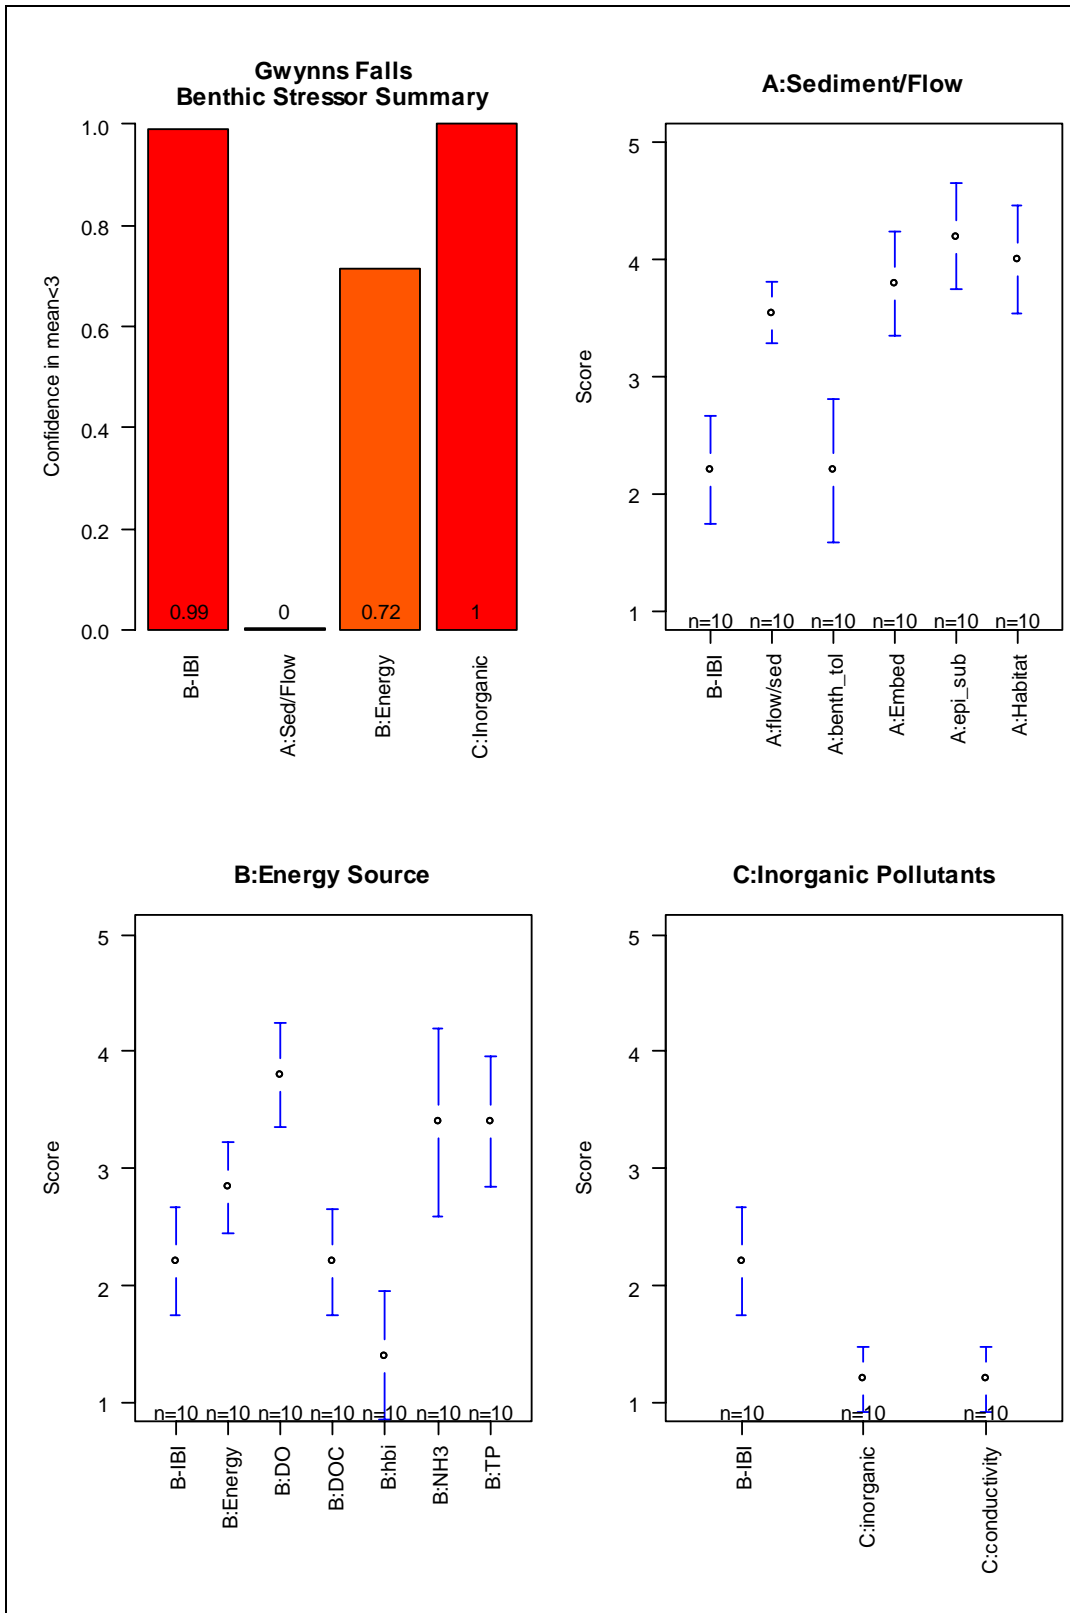 Gwynns Falls
Benthic Stressor Summary
Confidence in mean<3
1.0
0.8
0.6
0.4
0.2
0.0
0.99
0
0.72
1
B-IBI
A:Sed/Flow
B:Energy
C:Inorganic
A:Sediment/Flow
Score
5
4
3
2
1
n=10 n=10 n=10 n=10 n=10 n=10
B-IBI
A:flow/sed
A:benth_tol
A:Embed
A:epi_sub
A:Habitat
B:Energy Source
Score
5
4
3
2
1
n=10 n=10 n=10 n=10 n=10 n=10 n=10
B-IBI
B:Energy
B:DO
B:DOC
B:hbi
B:NH3
B:TP
C:Inorganic Pollutants
Score
5
4
3
2
1
n=10 n=10 n=10
B-IBI
C:inorganic
C:conductivity